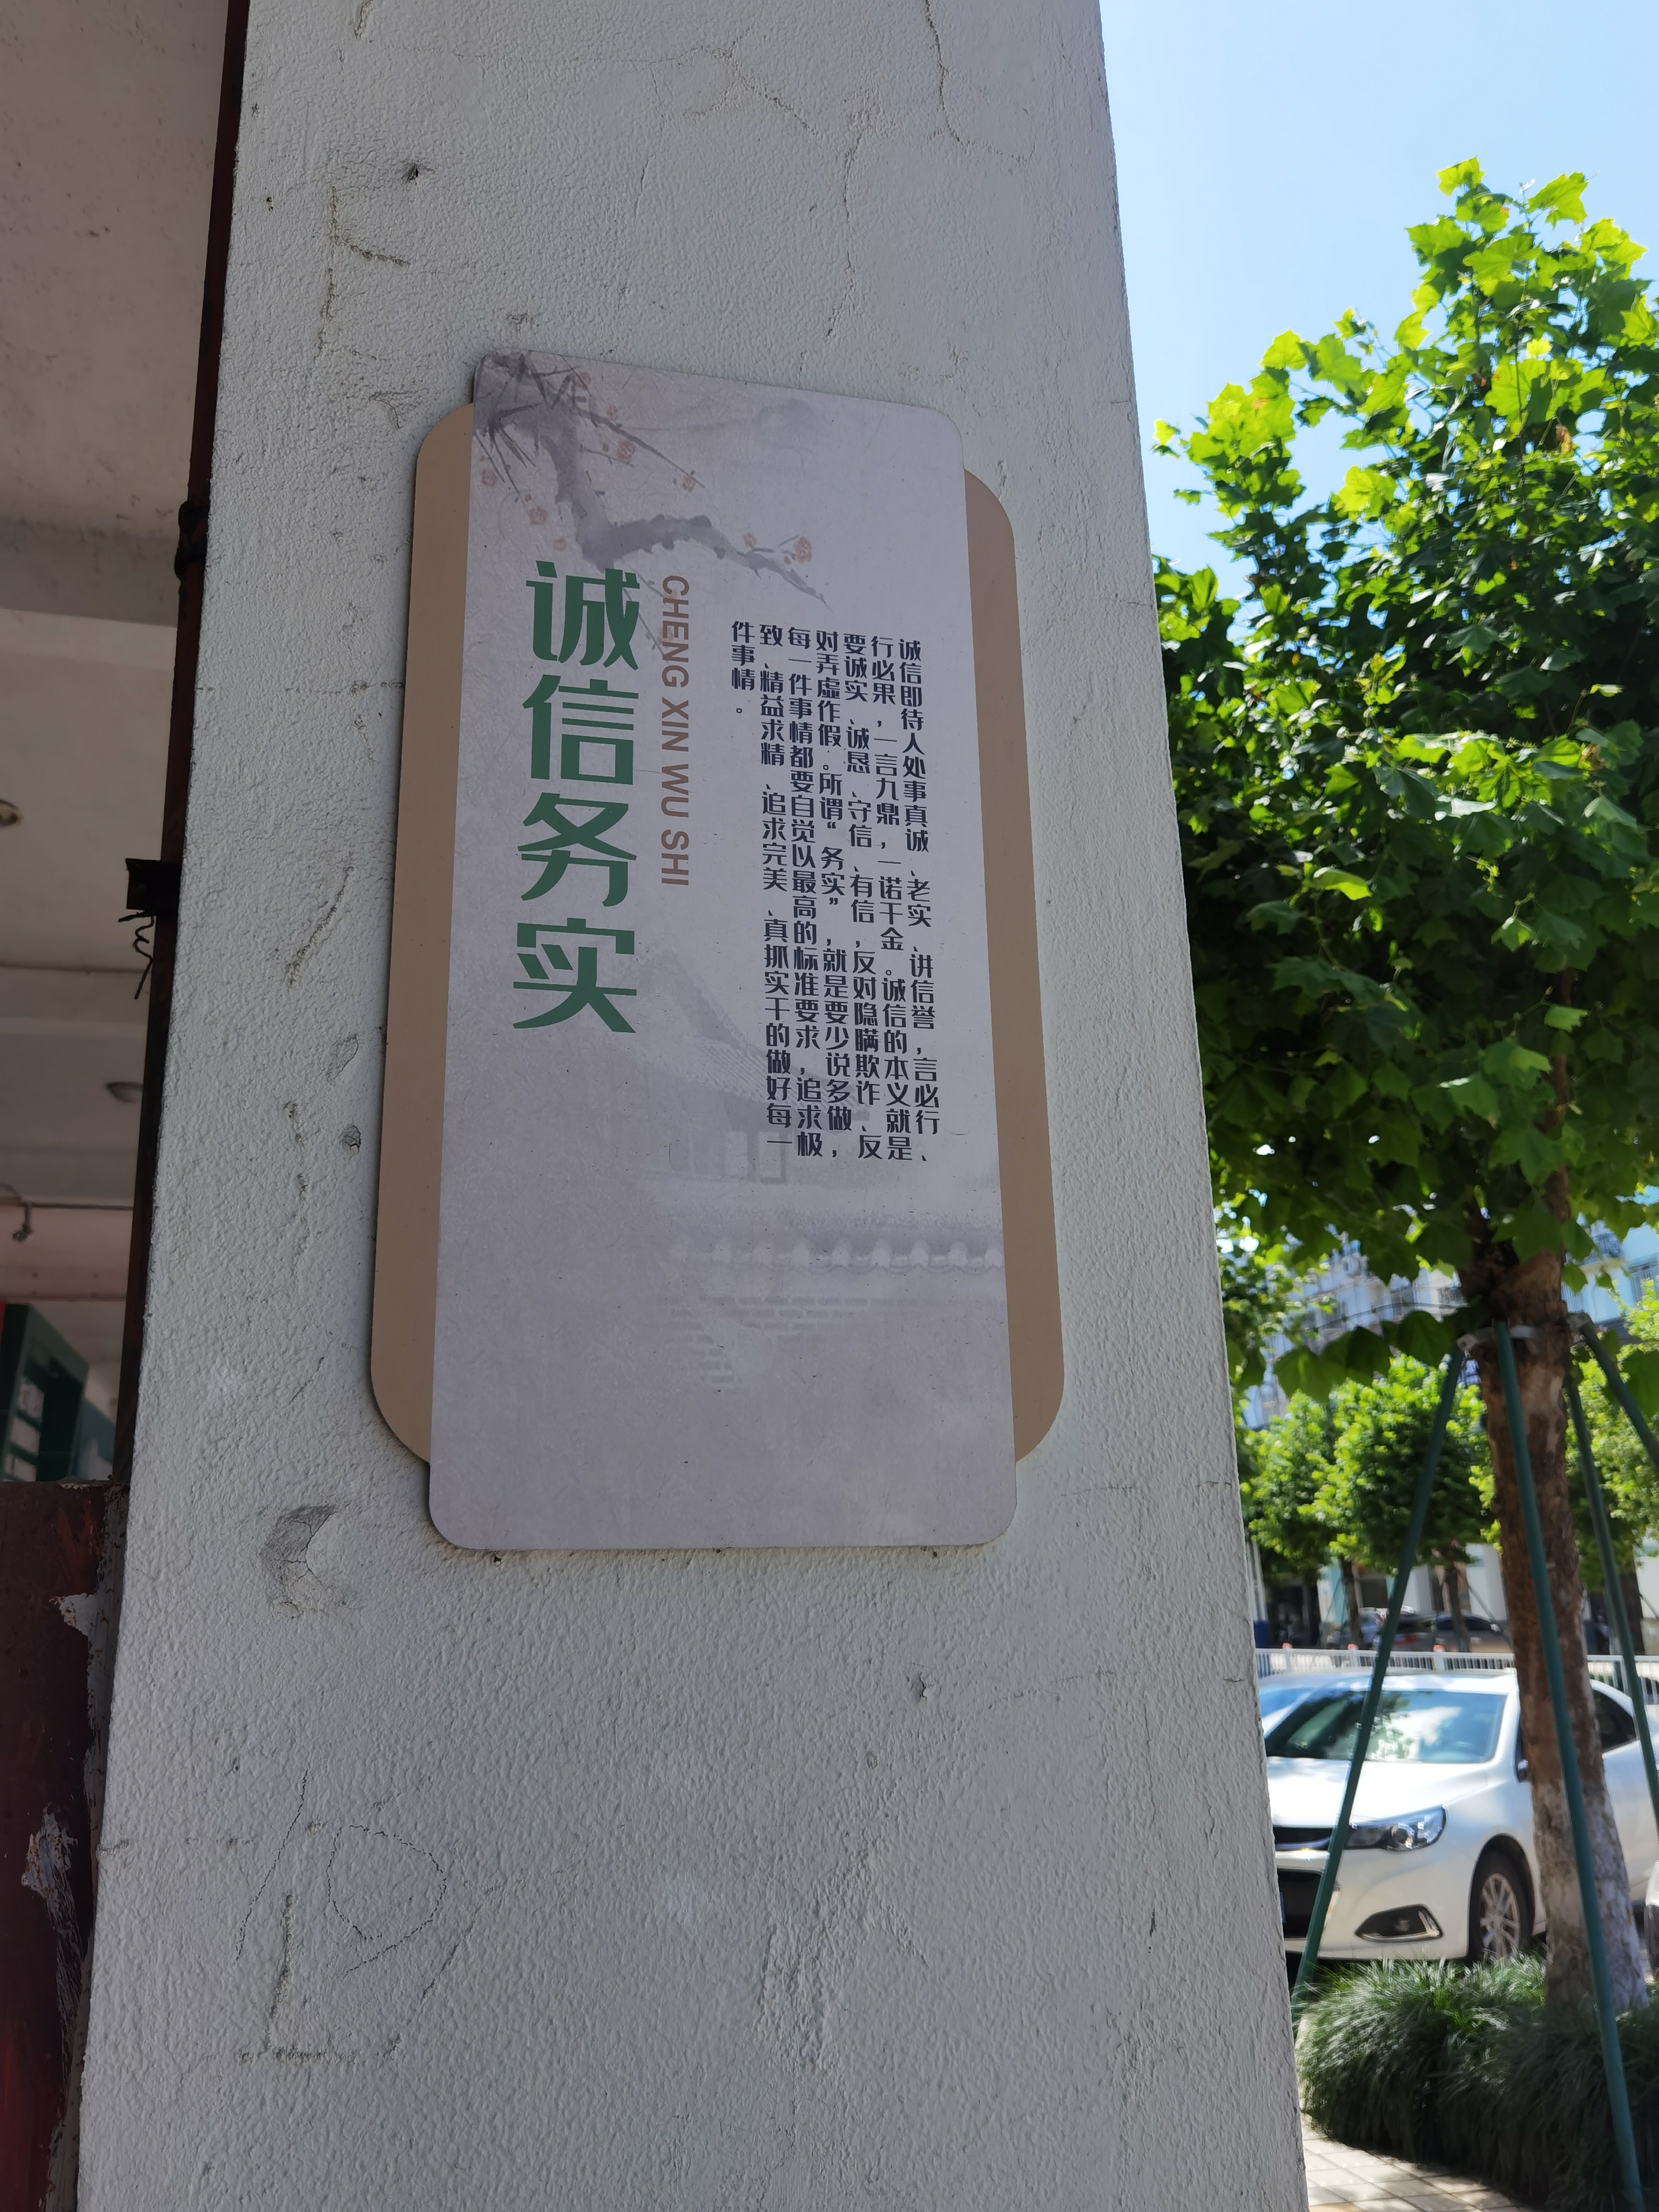 诚信务实
CHENG XIN WU SHI
诚信即待人处事真诚、老实、讲信誉，言必行、
行必果，一言九鼎，一诺千金。诚信的本义就是
要诚实、诚恳、守信、有信，反对隐瞒欺诈、反
对弄虚作假。所谓“务实”，就是要少说多做，
每一件事情都要自觉以最高的标准要求，追求极
致、精益求精、追求完美、真抓实干的做好每一
件事情。